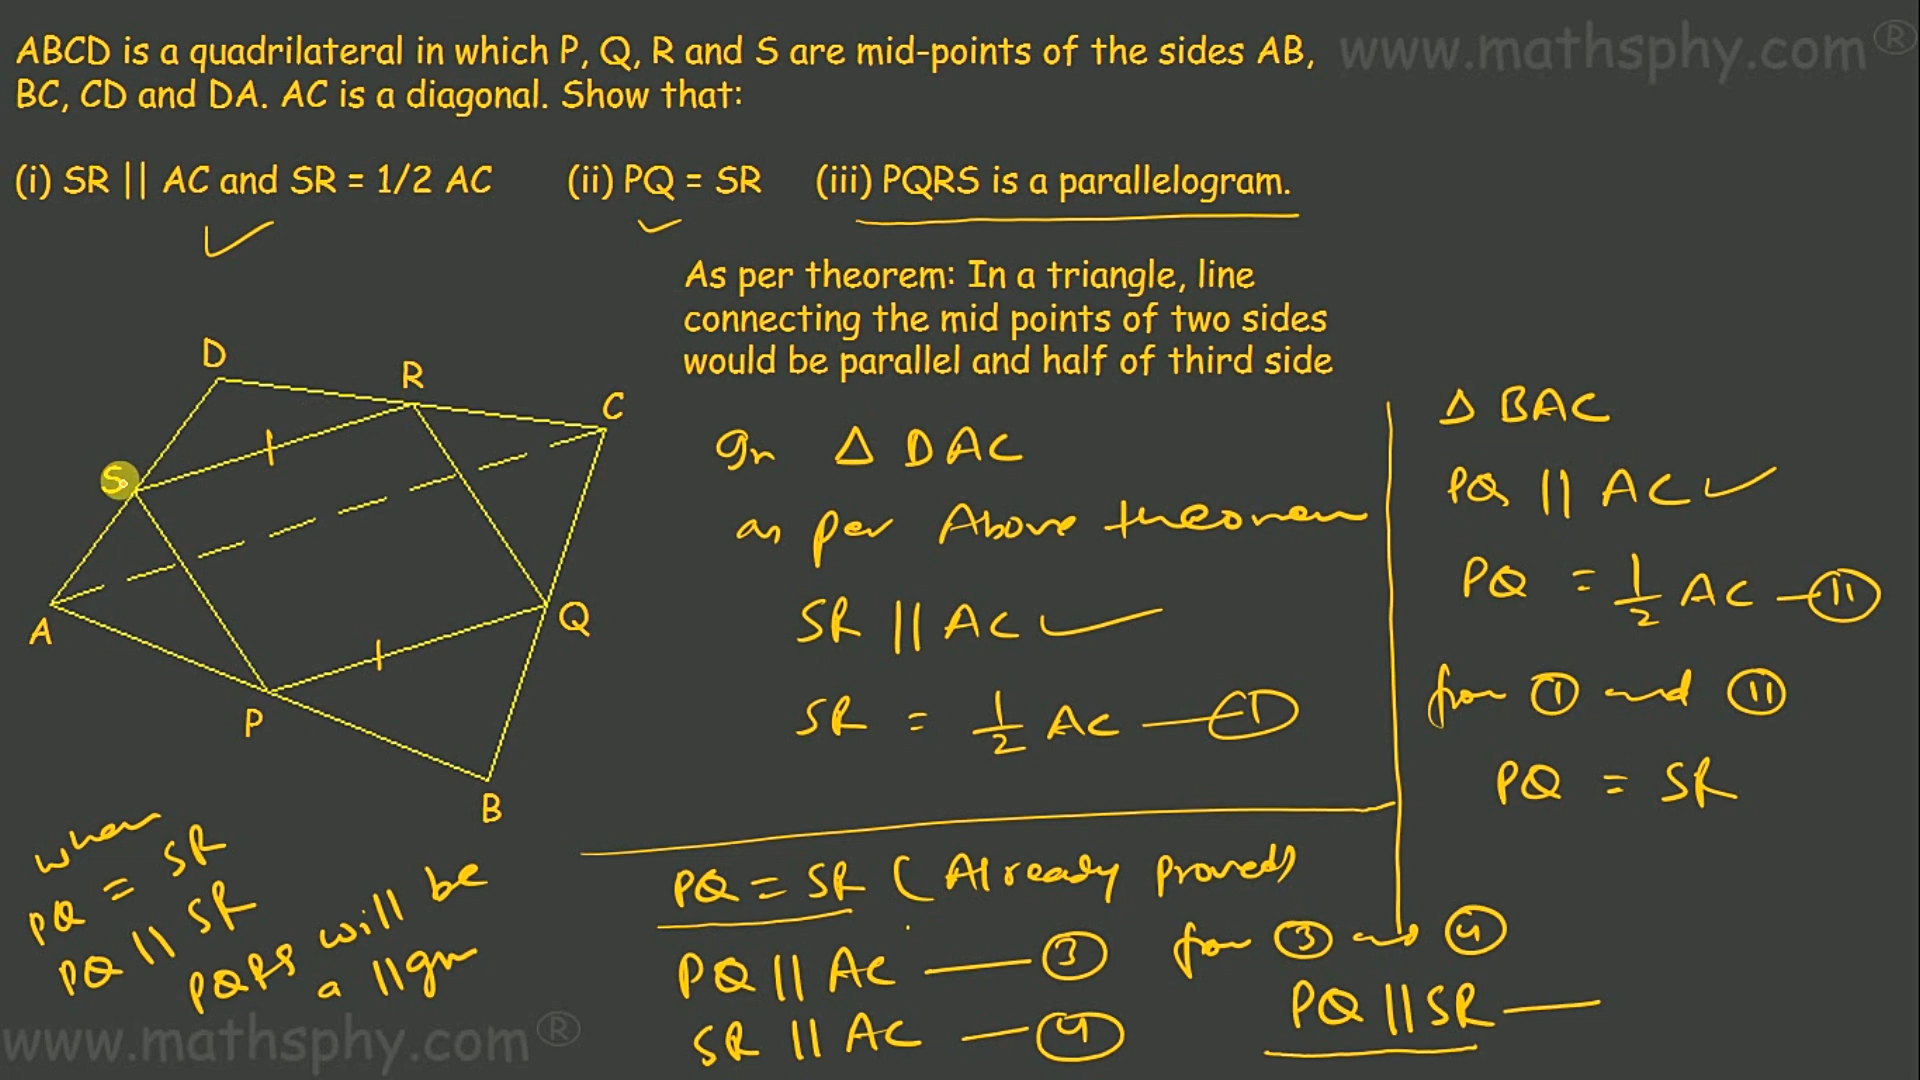 ABCD is a quadrilateral in which P, Q, R and S are mid-points of the sides AB,
BC, CD and DA. AC is a diagonal. Show that:
www.mathsphy.com®
(i) SR || AC and SR = 1/2 AC (ii) PQ = SR (iii) PQRS is a parallelogram.
As per theorem: In a triangle, line
connecting the mid points of two sides
would be parallel and half of third side
D
R
C
S
A
Q
P
B
In Δ DAC
as per Above theorem
SR || AC ✓
SR = 1/2 AC — (1)
Δ BAC
PQ || AC ✓
PQ = 1/2 AC — (11)
from (1) and (11)
PQ = SR
PQ = SR (Already Proved)
PQ || AC — (3)
SR || AC — (4)
from (3) and (4)
PQ || SR —
when
PQ = SR
PQ || SR
PQRS will be
a ||gm
www.mathsphy.com®